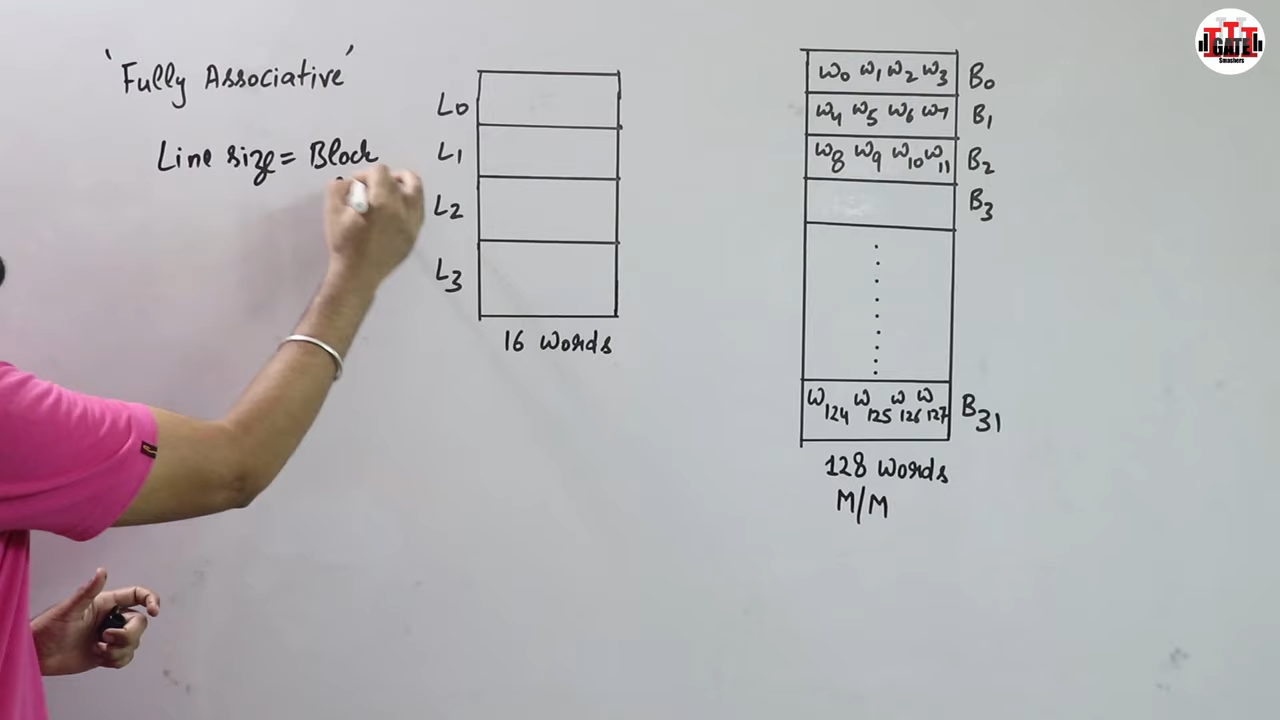 'Fully Associative'
Line size = Block
L0
L1
L2
L3
16 words
W0 W1 W2 W3 B0
W4 W5 W6 W7 B1
W8 W9 W10 W11 B2
B3
W124 W125 W126 W127 B31
128 words
M/M
GATE
Smashers